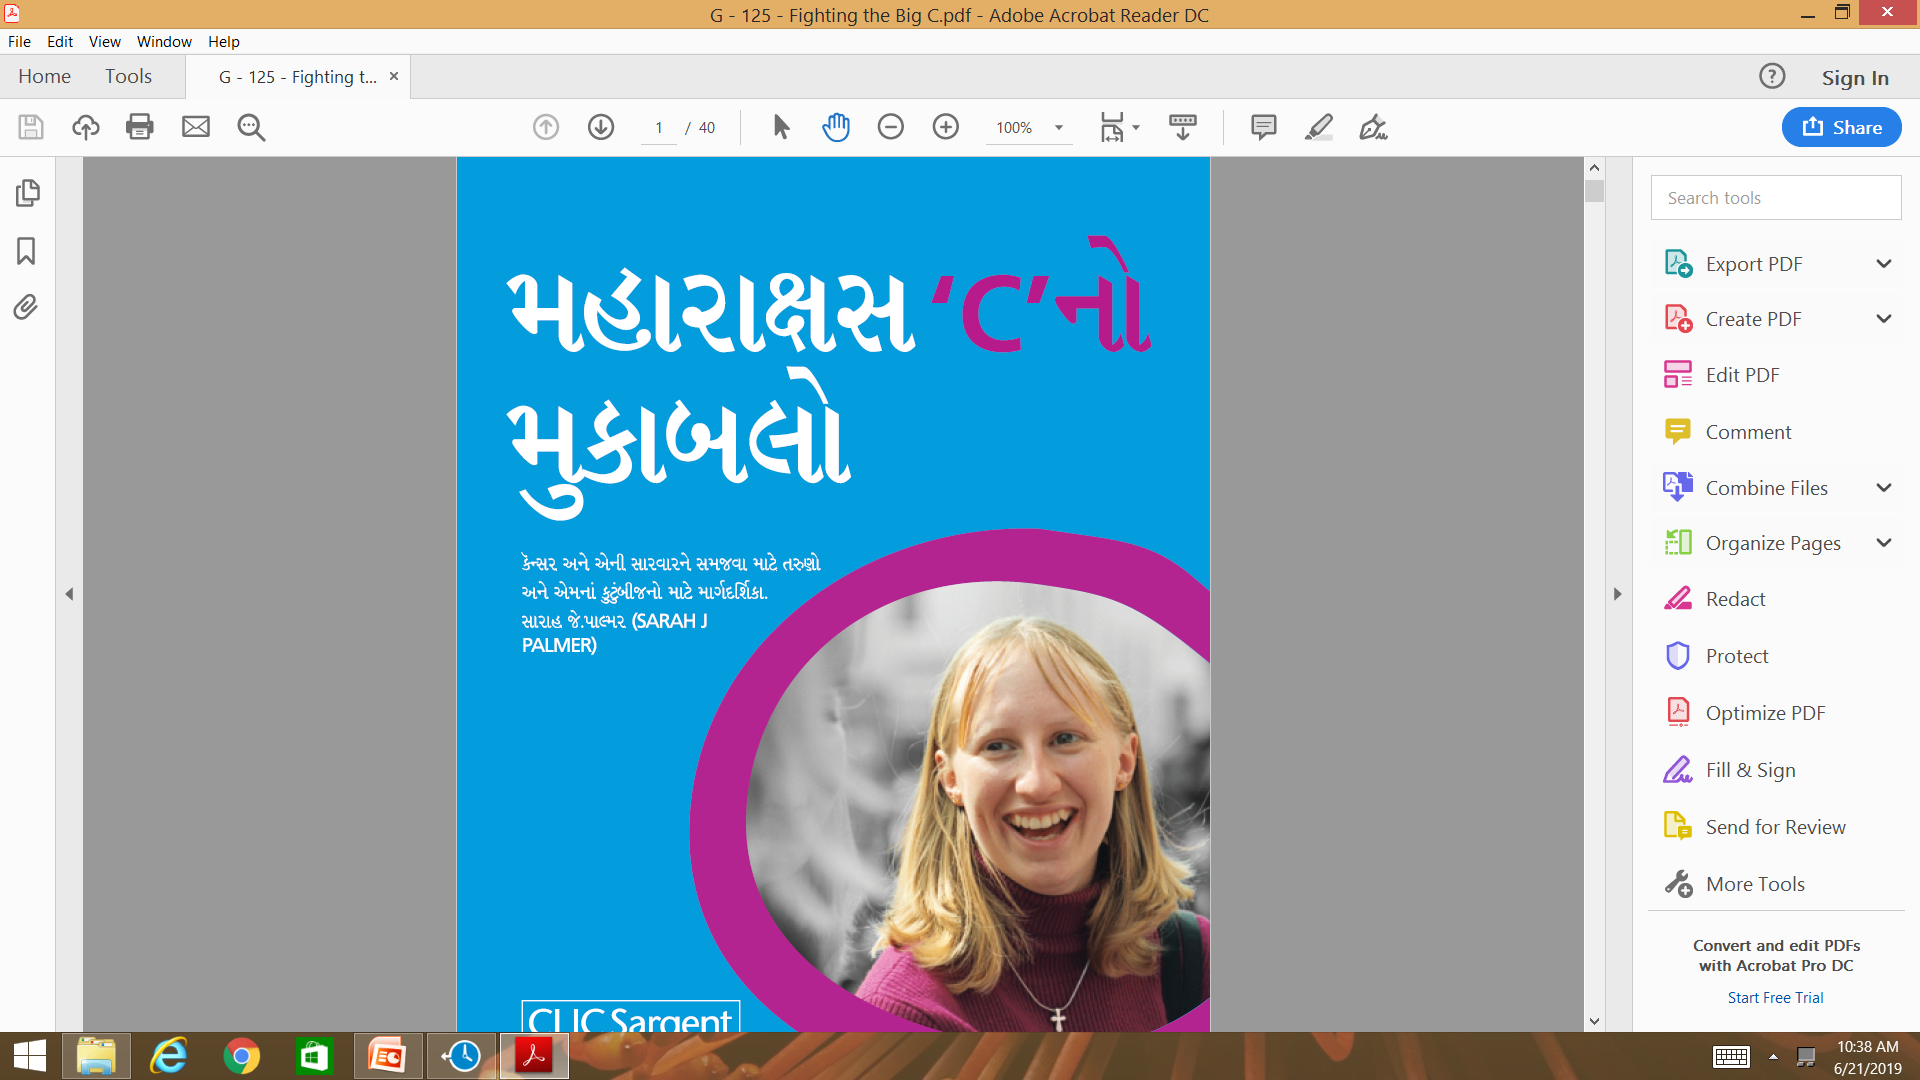 G - 125 - Fighting the Big C.pdf - Adobe Acrobat Reader DC
File Edit View Window Help
Home Tools G - 125 - Fighting t... Sign In
1 / 40 100% Share
Search tools
Export PDF
Create PDF
Edit PDF
Comment
Combine Files
Organize Pages
Redact
Protect
Optimize PDF
Fill & Sign
Send for Review
More Tools
Convert and edit PDFs
with Acrobat Pro DC
Start Free Trial
મહારાક્ષસ ‘C’નો
મુકાબલો
કૅન્સર અને એની સારવારને સમજવા માટે તરુણો
અને એમનાં કુટુંબીજનો માટે માર્ગદર્શિકા.
સારાહ જે.પાલ્મર (SARAH J
PALMER)
CLIC Sargent
10:38 AM
6/21/2019